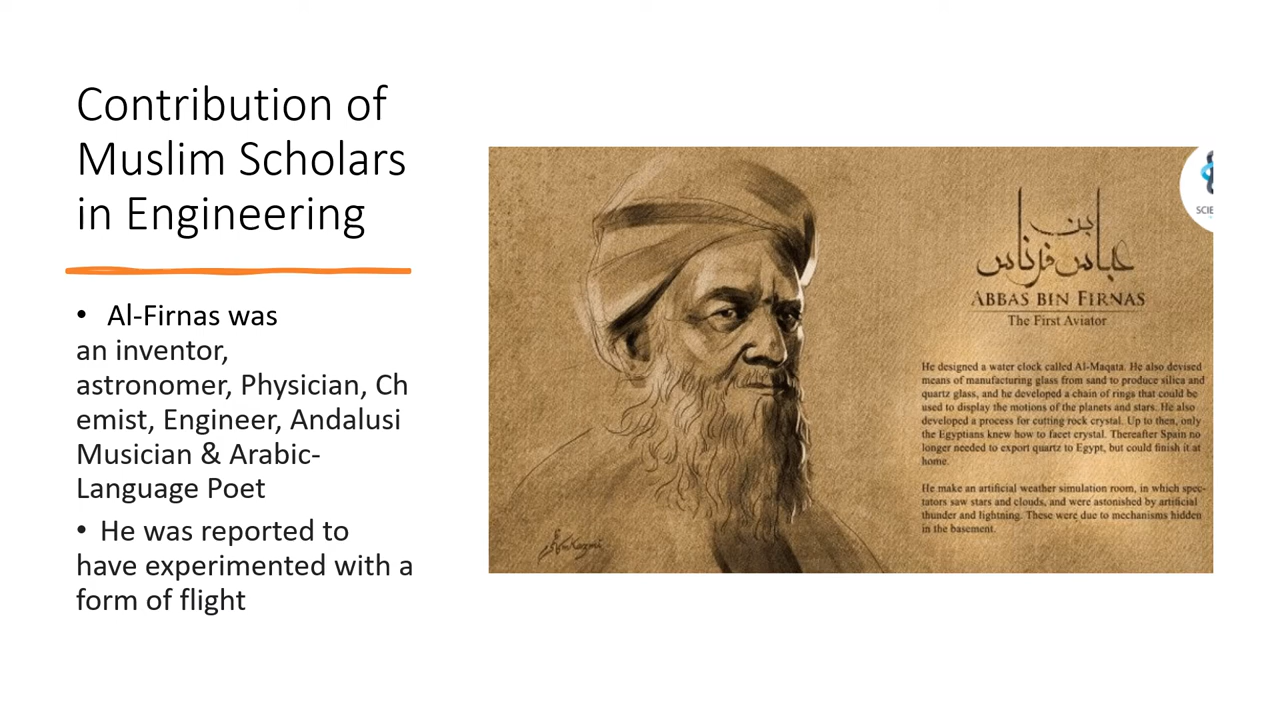 Contribution of
Muslim Scholars
in Engineering
• Al-Firnas was
an inventor,
astronomer, Physician, Ch
emist, Engineer, Andalusi
Musician & Arabic-
Language Poet
• He was reported to
have experimented with a
form of flight
بن
عباس فرناس
ABBAS BIN FIRNAS
The First Aviator
He designed a water clock called Al-Maqata. He also devised
means of manufacturing glass from sand to produce silica and
quartz glass, and he developed a chain of rings that could be
used to display the motions of the planets and stars. He also
developed a process for cutting rock crystal. Up to then, only
the Egyptians knew how to facet crystal. Thereafter Spain no
longer needed to export quartz to Egypt, but could finish it at
home.
He make an artificial weather simulation room, in which spec-
tators saw stars and clouds, and were astonished by artificial
thunder and lightning. These were due to mechanisms hidden
in the basement.
SCIE